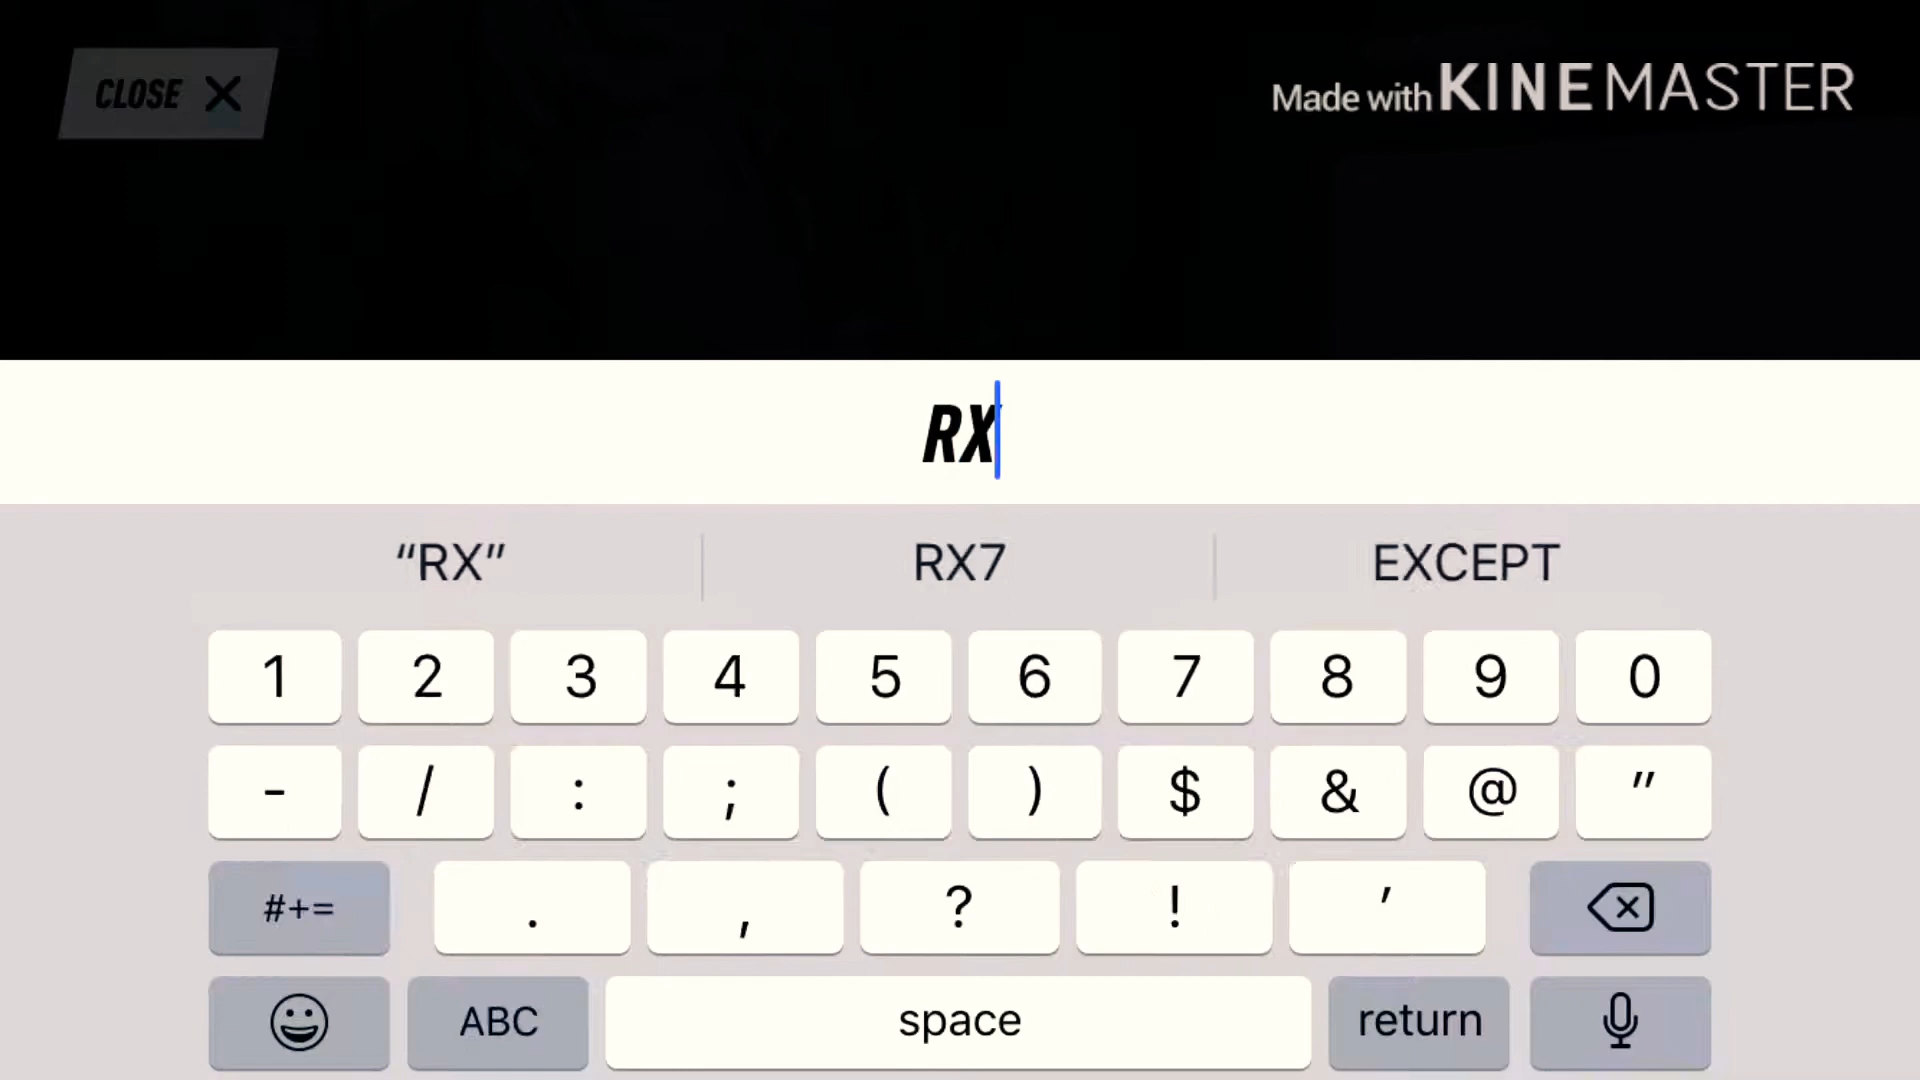 CLOSE X
Made with KINEMASTER
RX
“RX” RX7 EXCEPT
1 2 3 4 5 6 7 8 9 0
- / : ; ( ) $ & @ "
#+= . , ? ! '
ABC space return